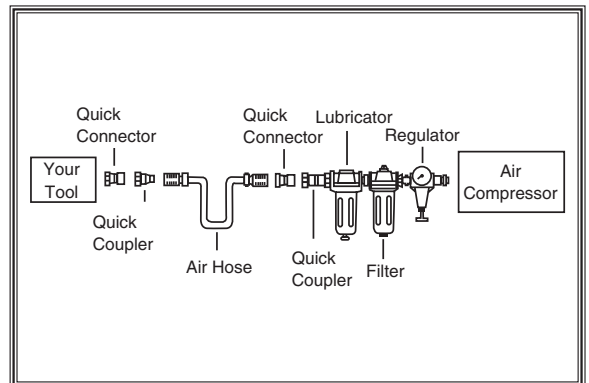 Quick
Connector
Quick
Connector
Lubricator
Regulator
Your
Tool
Air
Compressor
Quick
Coupler
Air Hose
Quick
Coupler
Filter